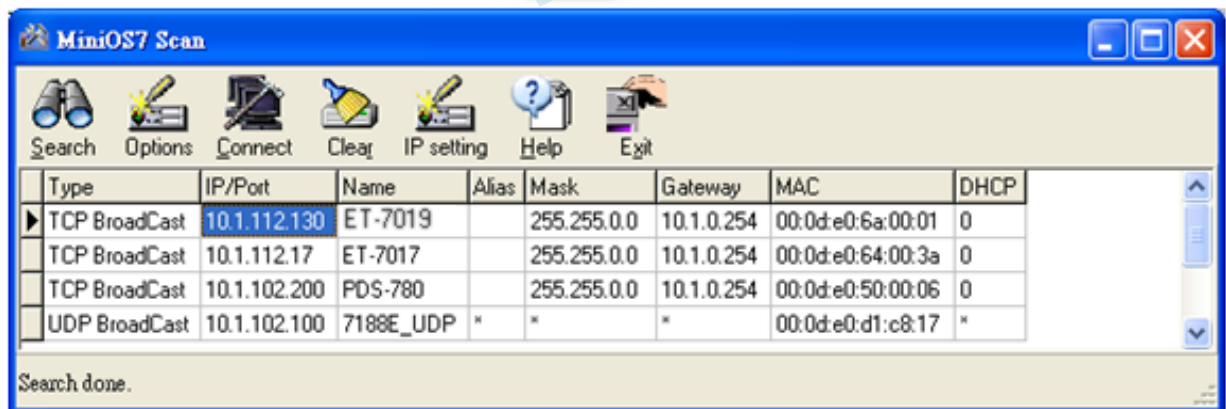 MiniOS7 Scan
Search Options Connect Clear IP setting Help Exit
Type IP/Port Name Alias Mask Gateway MAC DHCP
TCP BroadCast 10.1.112.130 ET-7019 255.255.0.0 10.1.0.254 00:0d:e0:6a:00:01 0
TCP BroadCast 10.1.112.17 ET-7017 255.255.0.0 10.1.0.254 00:0d:e0:64:00:3a 0
TCP BroadCast 10.1.102.200 PDS-780 255.255.0.0 10.1.0.254 00:0d:e0:50:00:06 0
UDP BroadCast 10.1.102.100 7188E_UDP * * * 00:0d:e0:d1:c8:17 *
Search done.